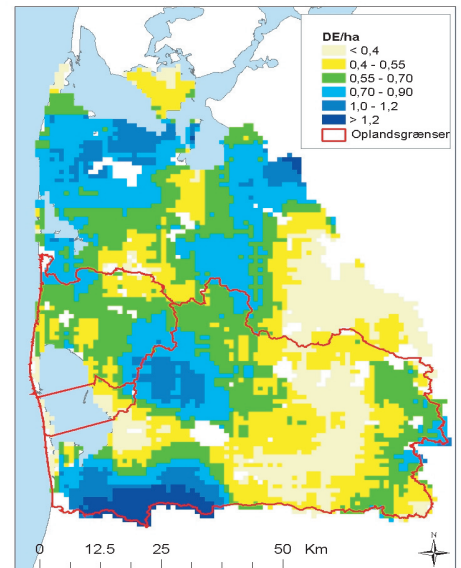 DE/ha
< 0,4
0,4 - 0,55
0,55 - 0,70
0,70 - 0,90
1,0 - 1,2
> 1,2
Oplandsgrænser
N
0 12.5 25 50 Km